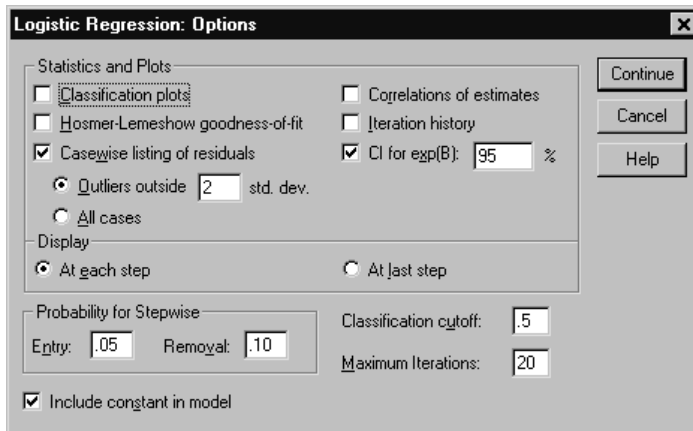 Logistic Regression: Options
Statistics and Plots
Classification plots
Correlations of estimates
Hosmer-Lemeshow goodness-of-fit
Iteration history
Casewise listing of residuals
CI for exp(B): 95 %
Outliers outside 2 std. dev.
All cases
Display
At each step
At last step
Probability for Stepwise
Entry: .05 Removal: .10
Classification cutoff: .5
Maximum Iterations: 20
Include constant in model
Continue
Cancel
Help